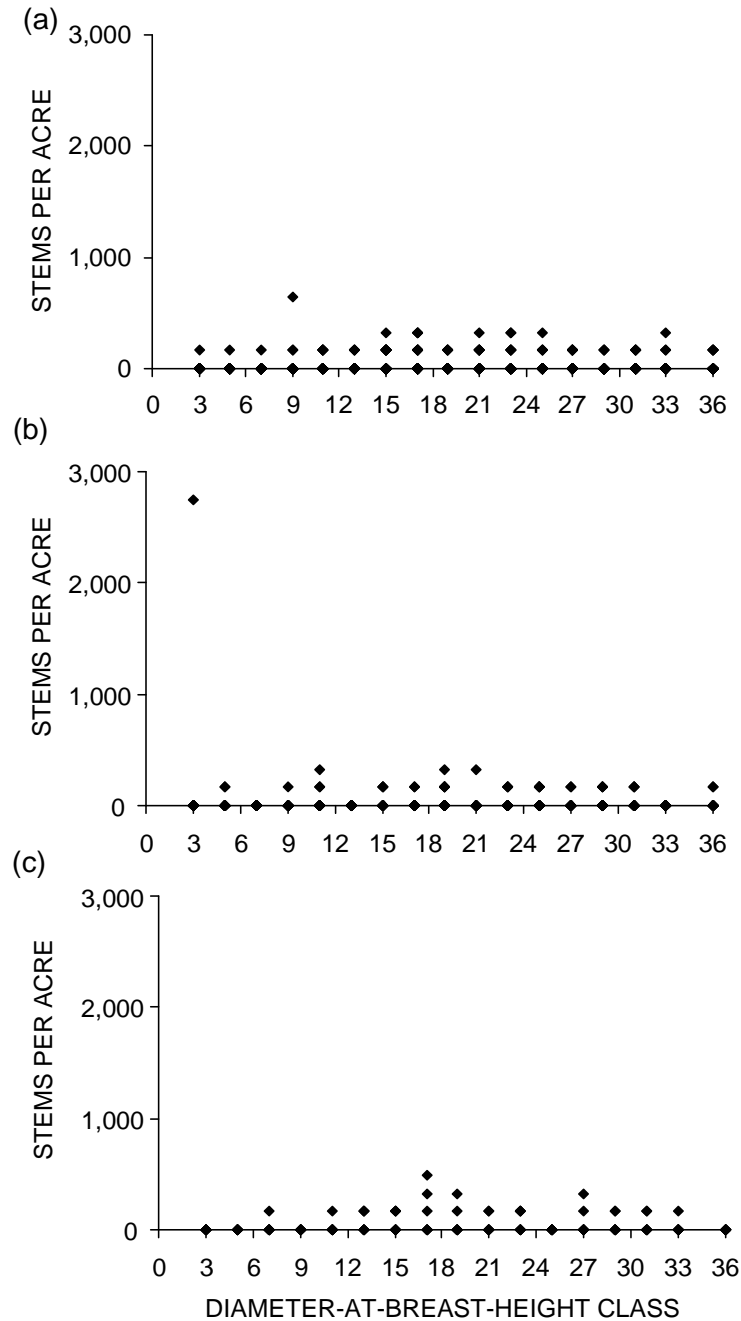 (a)
3,000
2,000
1,000
0
STEMS PER ACRE
0 3 6 9 12 15 18 21 24 27 30 33 36
(b)
3,000
2,000
1,000
0
STEMS PER ACRE
0 3 6 9 12 15 18 21 24 27 30 33 36
(c)
3,000
2,000
1,000
0
STEMS PER ACRE
0 3 6 9 12 15 18 21 24 27 30 33 36
DIAMETER-AT-BREAST-HEIGHT CLASS